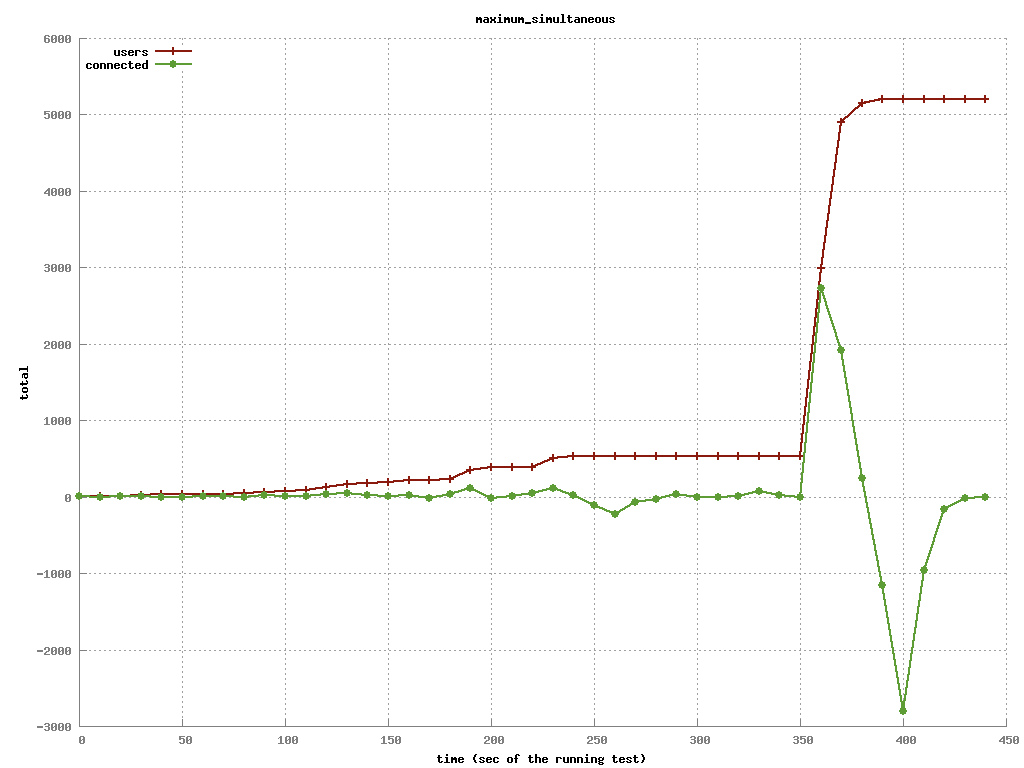 maximum_simultaneous
users
connected
6000
5000
4000
3000
2000
1000
0
-1000
-2000
-3000
total
0 50 100 150 200 250 300 350 400 450
time (sec of the running test)